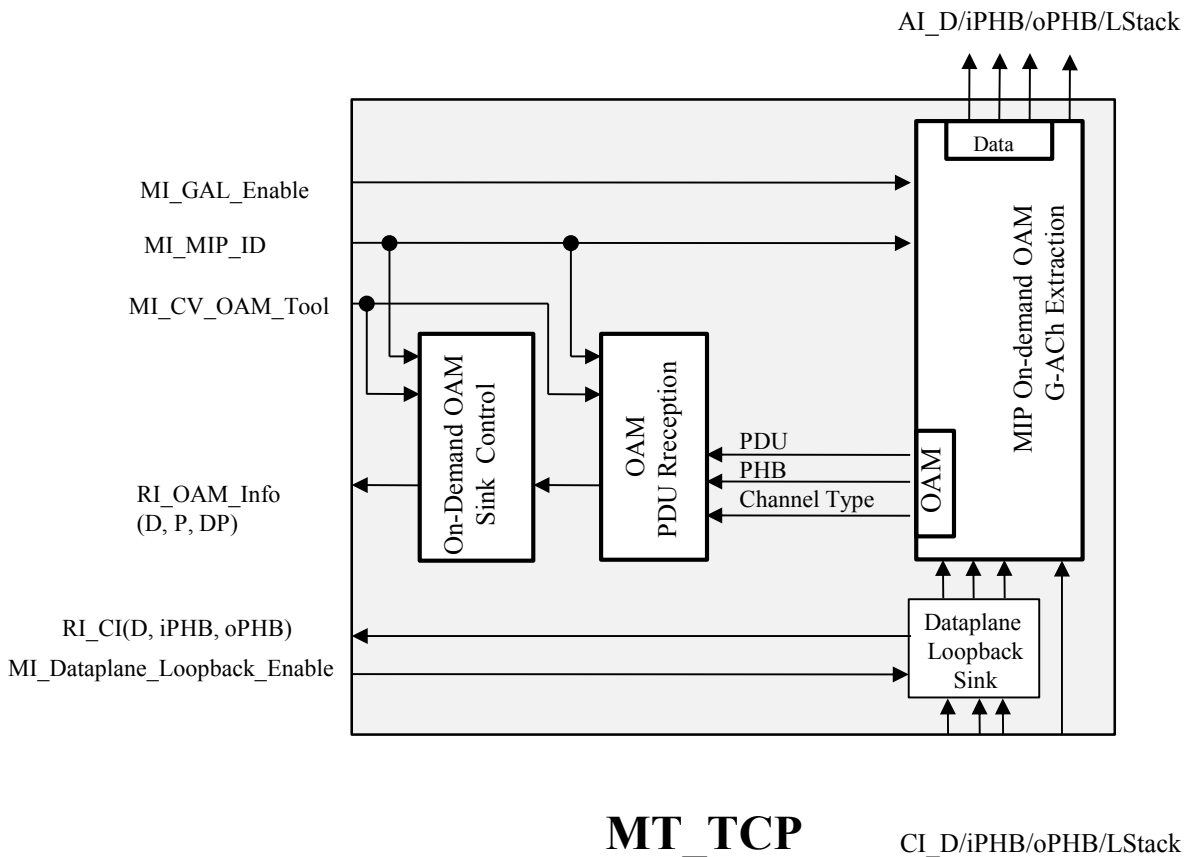 AI_D/iPHB/oPHB/LStack
Data
MI_GAL_Enable
MI_MIP_ID
MI_CV_OAM_Tool
MIP On-demand OAM
G-ACh Extraction
On-Demand OAM
Sink Control
OAM
PDU Rreception
PDU
PHB
Channel Type
OAM
RI_OAM_Info
(D, P, DP)
RI_CI(D, iPHB, oPHB)
MI_Dataplane_Loopback_Enable
Dataplane
Loopback
Sink
MT_TCP
CI_D/iPHB/oPHB/LStack